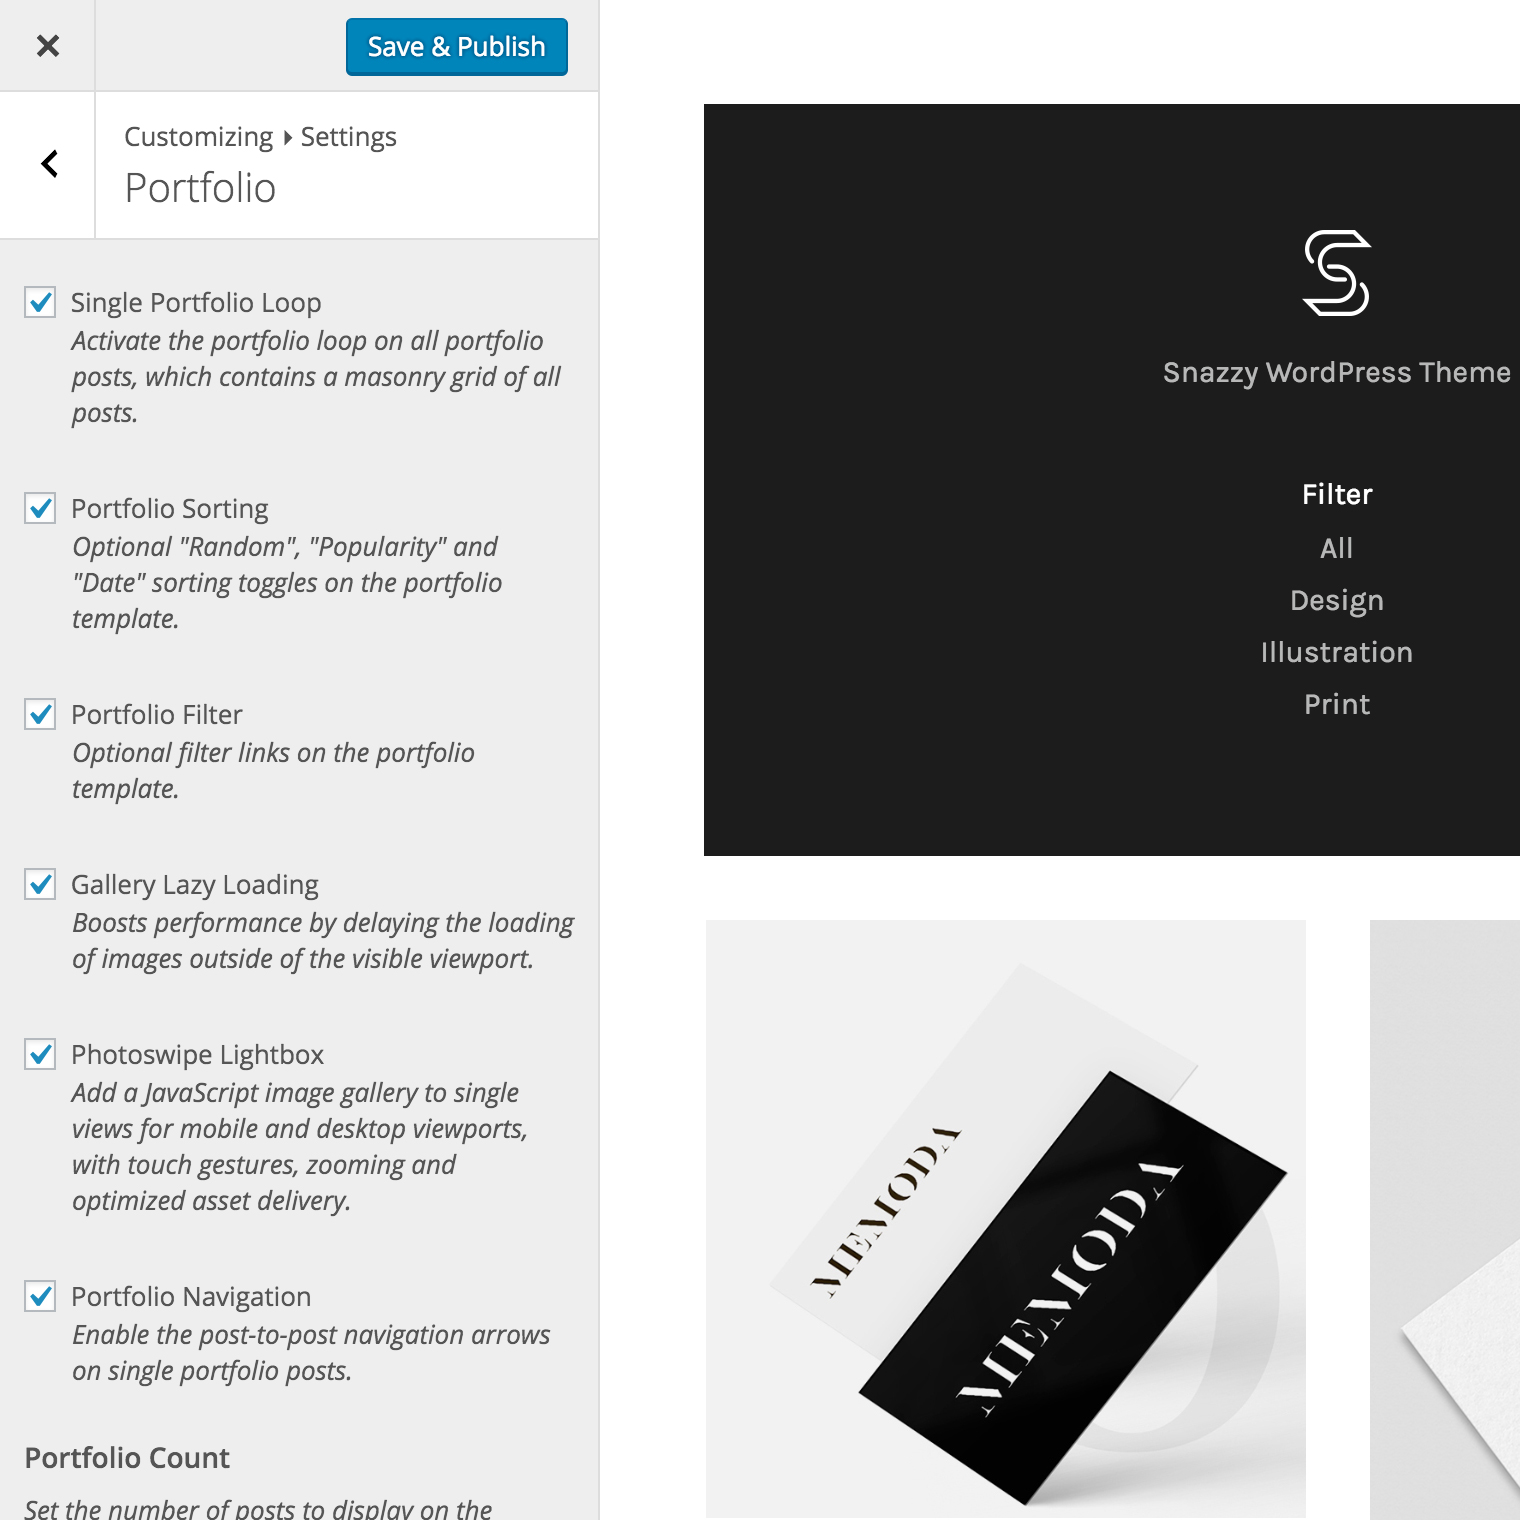 Save & Publish
Customizing Settings
Portfolio
Single Portfolio Loop
Activate the portfolio loop on all portfolio
posts, which contains a masonry grid of all
posts.
Portfolio Sorting
Optional "Random", "Popularity" and
"Date" sorting toggles on the portfolio
template.
Portfolio Filter
Optional filter links on the portfolio
template.
Gallery Lazy Loading
Boosts performance by delaying the loading
of images outside of the visible viewport.
Photoswipe Lightbox
Add a JavaScript image gallery to single
views for mobile and desktop viewports,
with touch gestures, zooming and
optimized asset delivery.
Portfolio Navigation
Enable the post-to-post navigation arrows
on single portfolio posts.
Portfolio Count
Set the number of posts to display on the
S
Snazzy WordPress Theme
Filter
All
Design
Illustration
Print
MEMODA
MEMODA